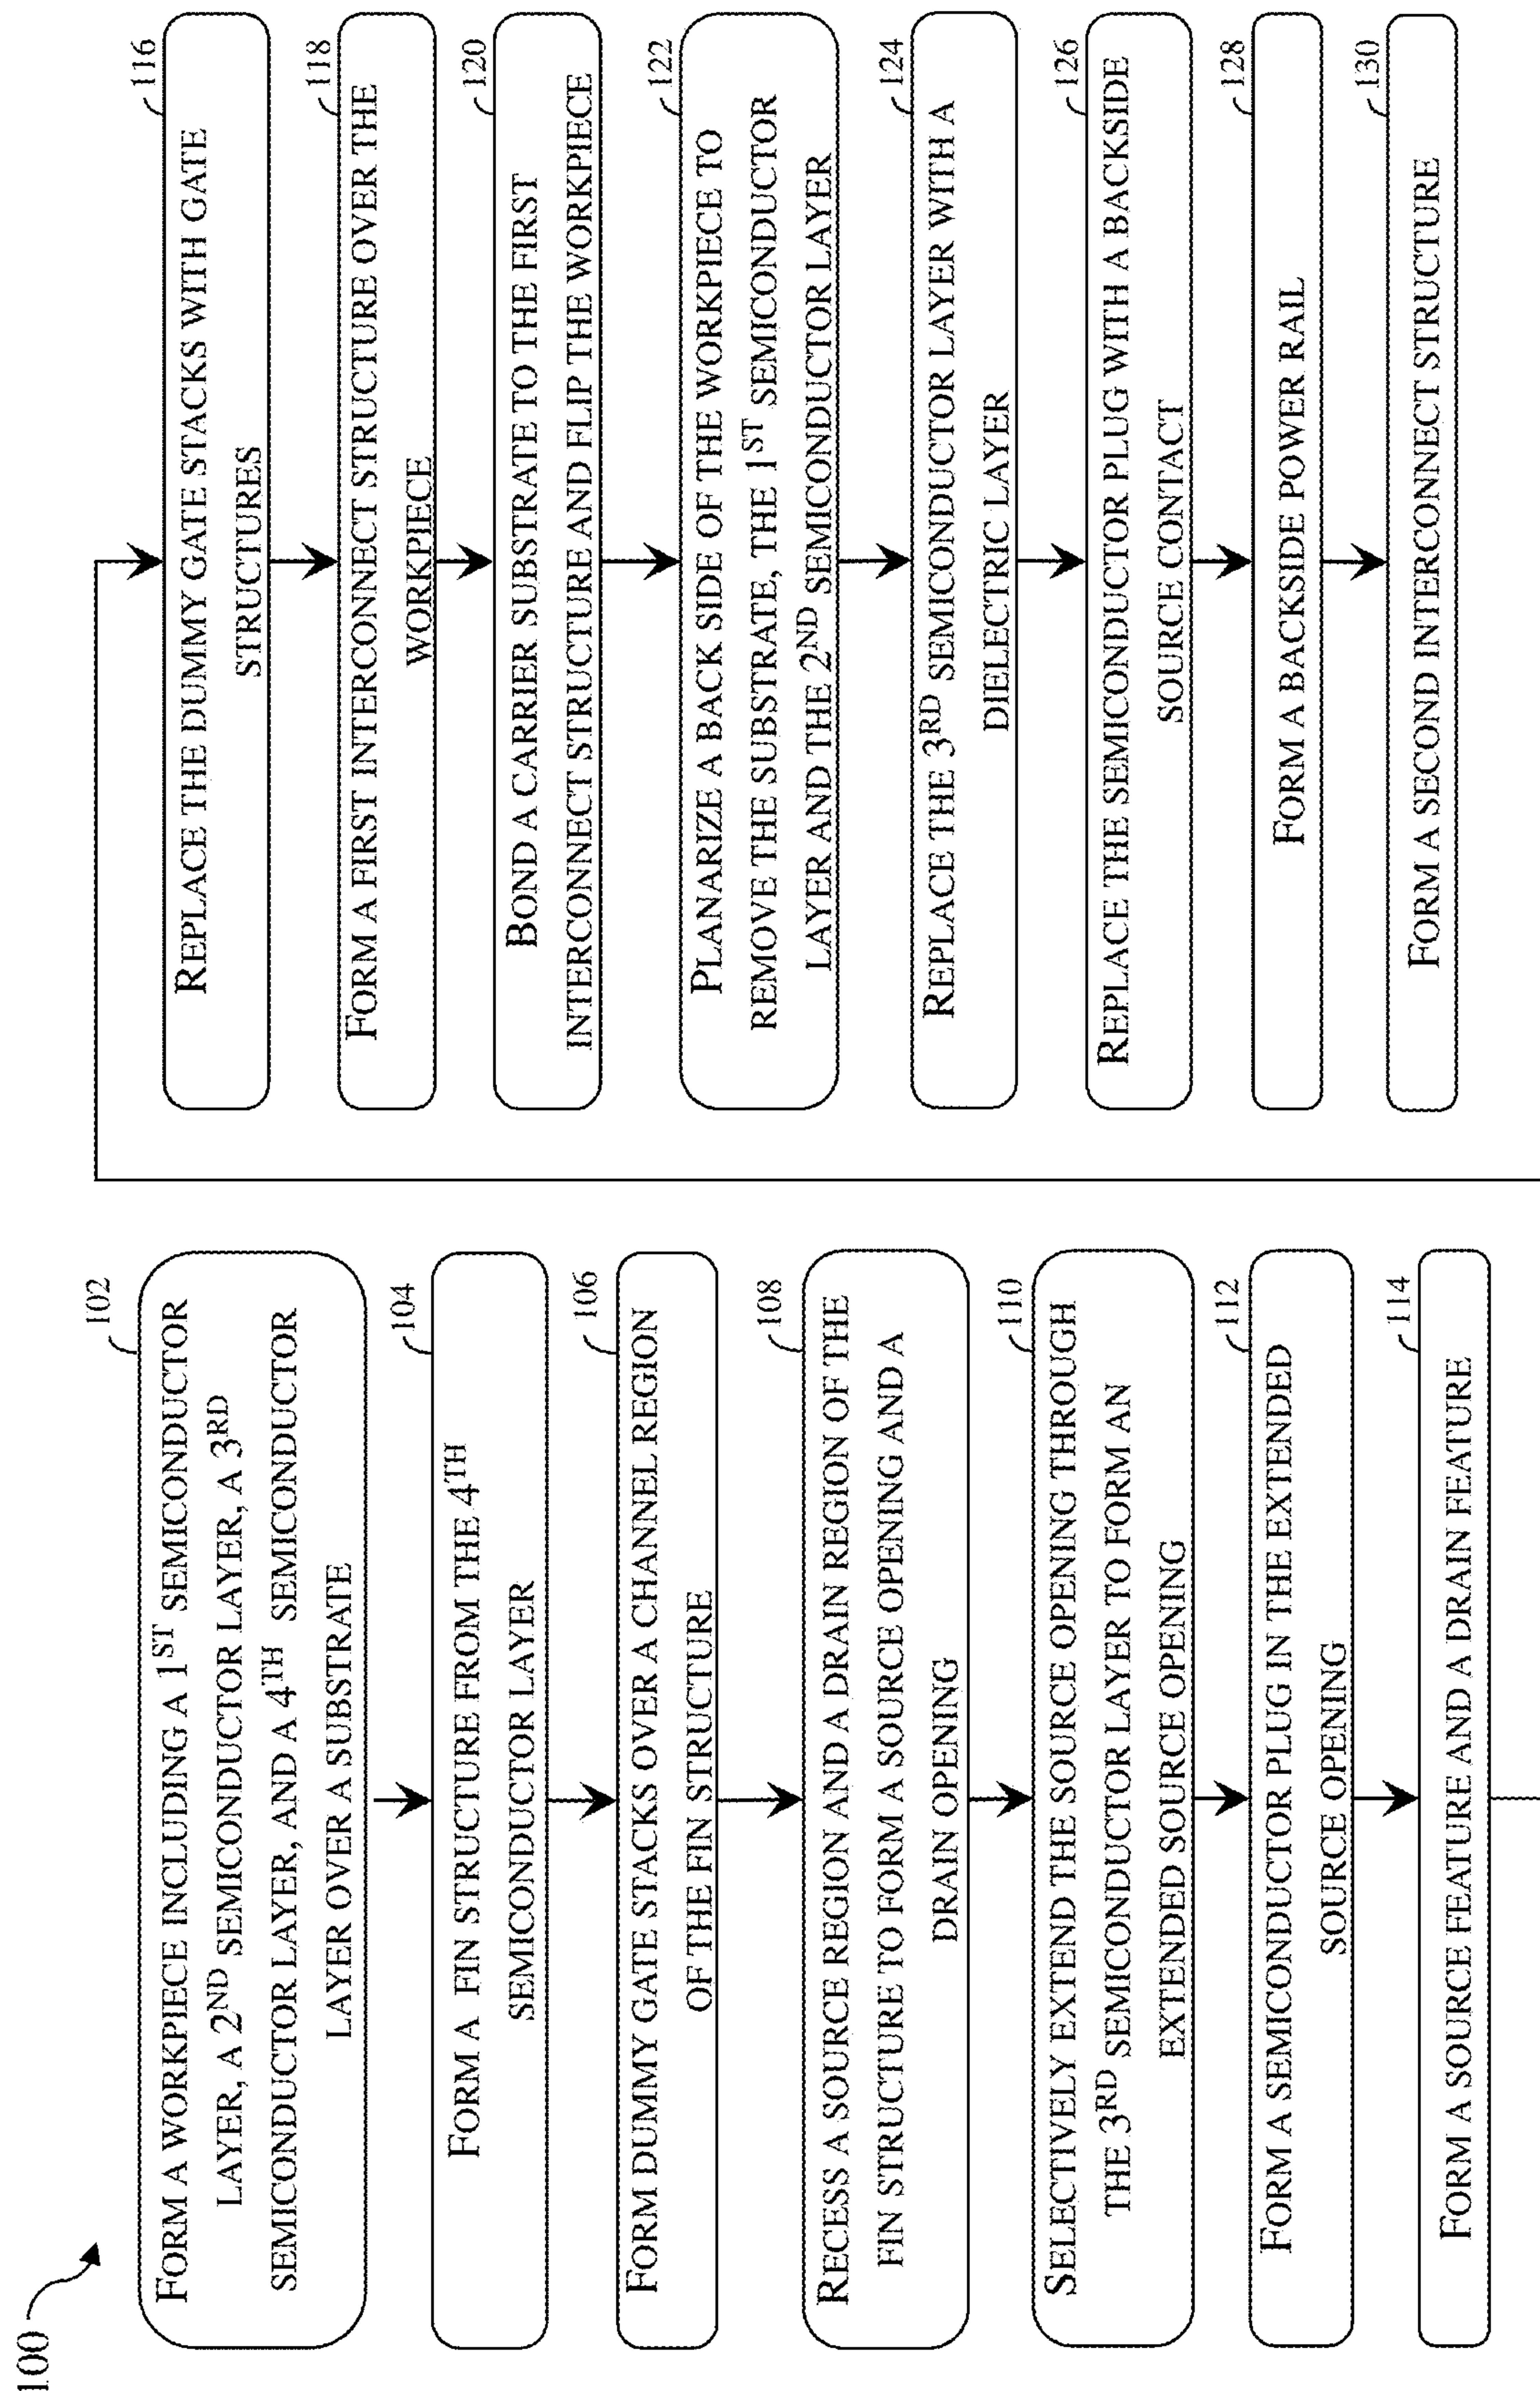 100
102
FORM A WORKPIECE INCLUDING A 1ST SEMICONDUCTOR
LAYER, A 2ND SEMICONDUCTOR LAYER, A 3RD
SEMICONDUCTOR LAYER, AND A 4TH SEMICONDUCTOR
LAYER OVER A SUBSTRATE
104
FORM A FIN STRUCTURE FROM THE 4TH
SEMICONDUCTOR LAYER
106
FORM DUMMY GATE STACKS OVER A CHANNEL REGION
OF THE FIN STRUCTURE
108
RECESS A SOURCE REGION AND A DRAIN REGION OF THE
FIN STRUCTURE TO FORM A SOURCE OPENING AND A
DRAIN OPENING
110
SELECTIVELY EXTEND THE SOURCE OPENING THROUGH
THE 3RD SEMICONDUCTOR LAYER TO FORM AN
EXTENDED SOURCE OPENING
112
FORM A SEMICONDUCTOR PLUG IN THE EXTENDED
SOURCE OPENING
114
FORM A SOURCE FEATURE AND A DRAIN FEATURE
116
REPLACE THE DUMMY GATE STACKS WITH GATE
STRUCTURES
118
FORM A FIRST INTERCONNECT STRUCTURE OVER THE
WORKPIECE
120
BOND A CARRIER SUBSTRATE TO THE FIRST
INTERCONNECT STRUCTURE AND FLIP THE WORKPIECE
122
PLANARIZE A BACK SIDE OF THE WORKPIECE TO
REMOVE THE SUBSTRATE, THE 1ST SEMICONDUCTOR
LAYER AND THE 2ND SEMICONDUCTOR LAYER
124
REPLACE THE 3RD SEMICONDUCTOR LAYER WITH A
DIELECTRIC LAYER
126
REPLACE THE SEMICONDUCTOR PLUG WITH A BACKSIDE
SOURCE CONTACT
128
FORM A BACKSIDE POWER RAIL
130
FORM A SECOND INTERCONNECT STRUCTURE